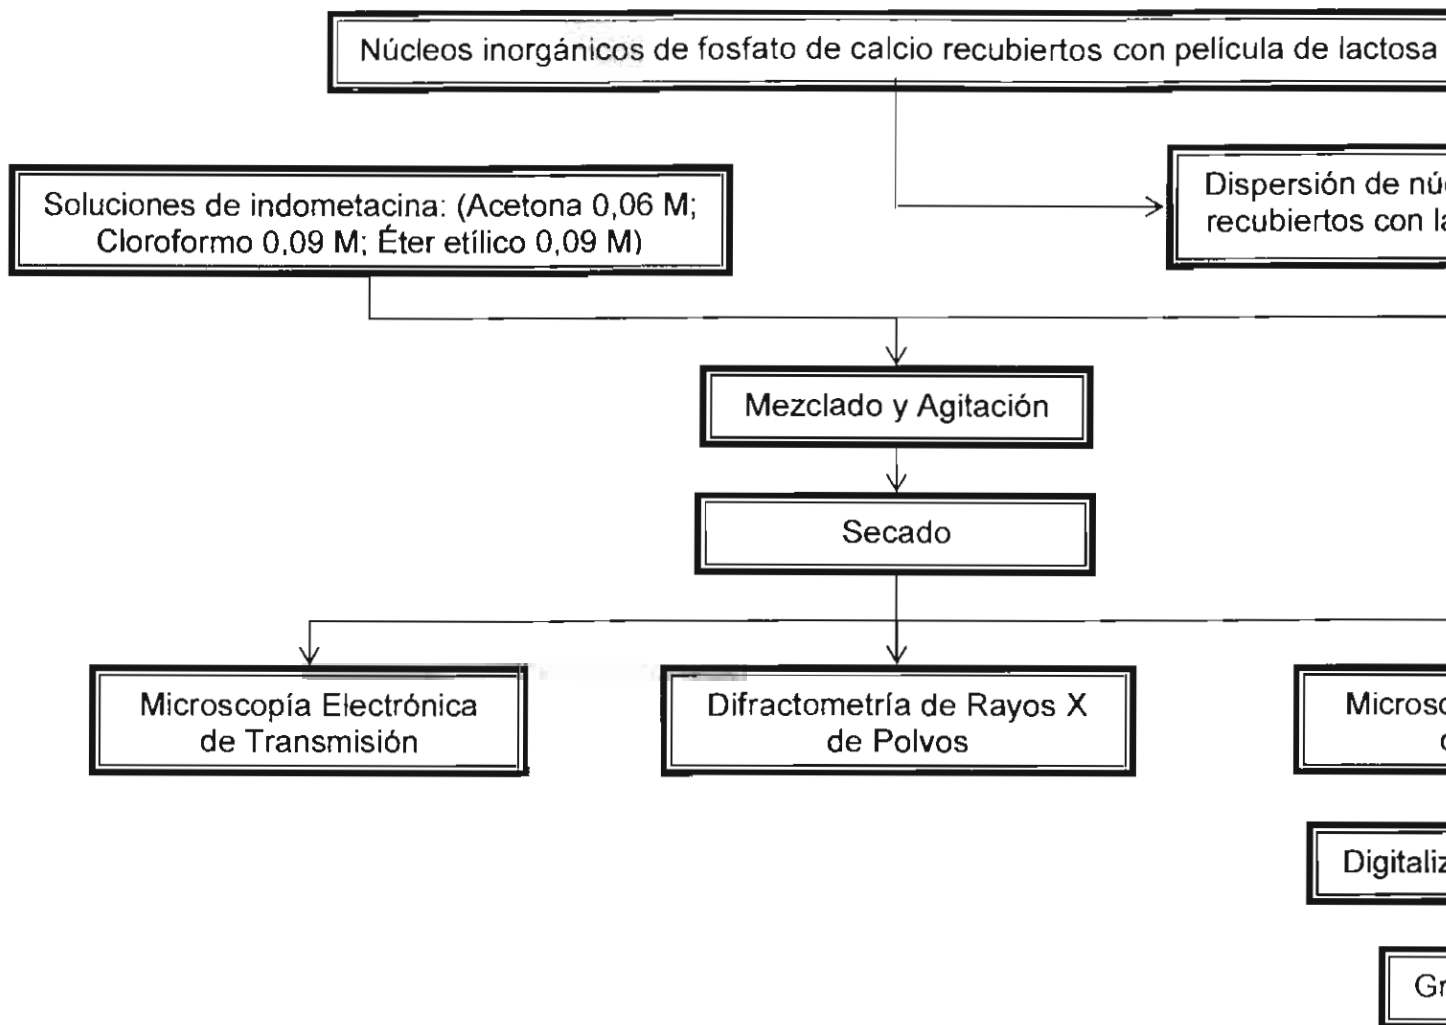 Núcleos inorgánicos de fosfato de calcio recubiertos con película de lactosa
Soluciones de indometacina: (Acetona 0,06 M;
Cloroformo 0,09 M; Éter etílico 0,09 M)
Dispersión de
recubiertos con
Mezclado y Agitación
Secado
Microscopía Electrónica
de Transmisión
Difractometría de Rayos X
de Polvos